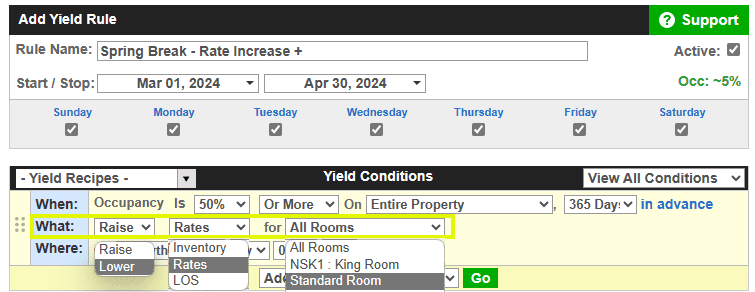 Add Yield Rule
? Support
Rule Name: Spring Break - Rate Increase +
Active:
Start / Stop: Mar 01, 2024 Apr 30, 2024
Occ: ~5%
Sunday Monday Tuesday Wednesday Thursday Friday Saturday
- Yield Recipes - Yield Conditions View All Conditions
When: Occupancy Is 50% Or More On Entire Property , 365 Days in advance
What: Raise Rates for All Rooms
Where:
Raise
Lower
Inventory
Rates
LOS
All Rooms
NSK1 : King Room
Standard Room
Go